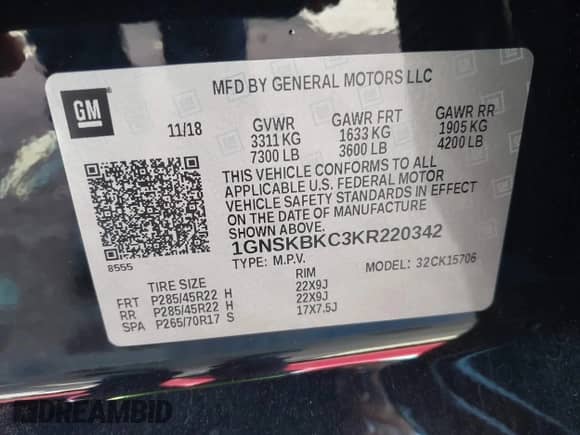 MFD BY GENERAL MOTORS LLC
GM
11/18 GVWR GAWR FRT GAWR RR
3311 KG 1633 KG 1905 KG
7300 LB 3600 LB 4200 LB
THIS VEHICLE CONFORMS TO ALL
APPLICABLE U.S. FEDERAL MOTOR
VEHICLE SAFETY STANDARDS IN EFFECT
ON THE DATE OF MANUFACTURE
SHOWN ABOVE.
1GNSKBKC3KR220342
8555
TYPE: M.P.V. MODEL: 32CK15706
TIRE SIZE RIM
FRT P285/45R22 H 22X9J
RR P285/45R22 H 22X9J
SPA P265/70R17 S 17X7.5J
DREAMBID